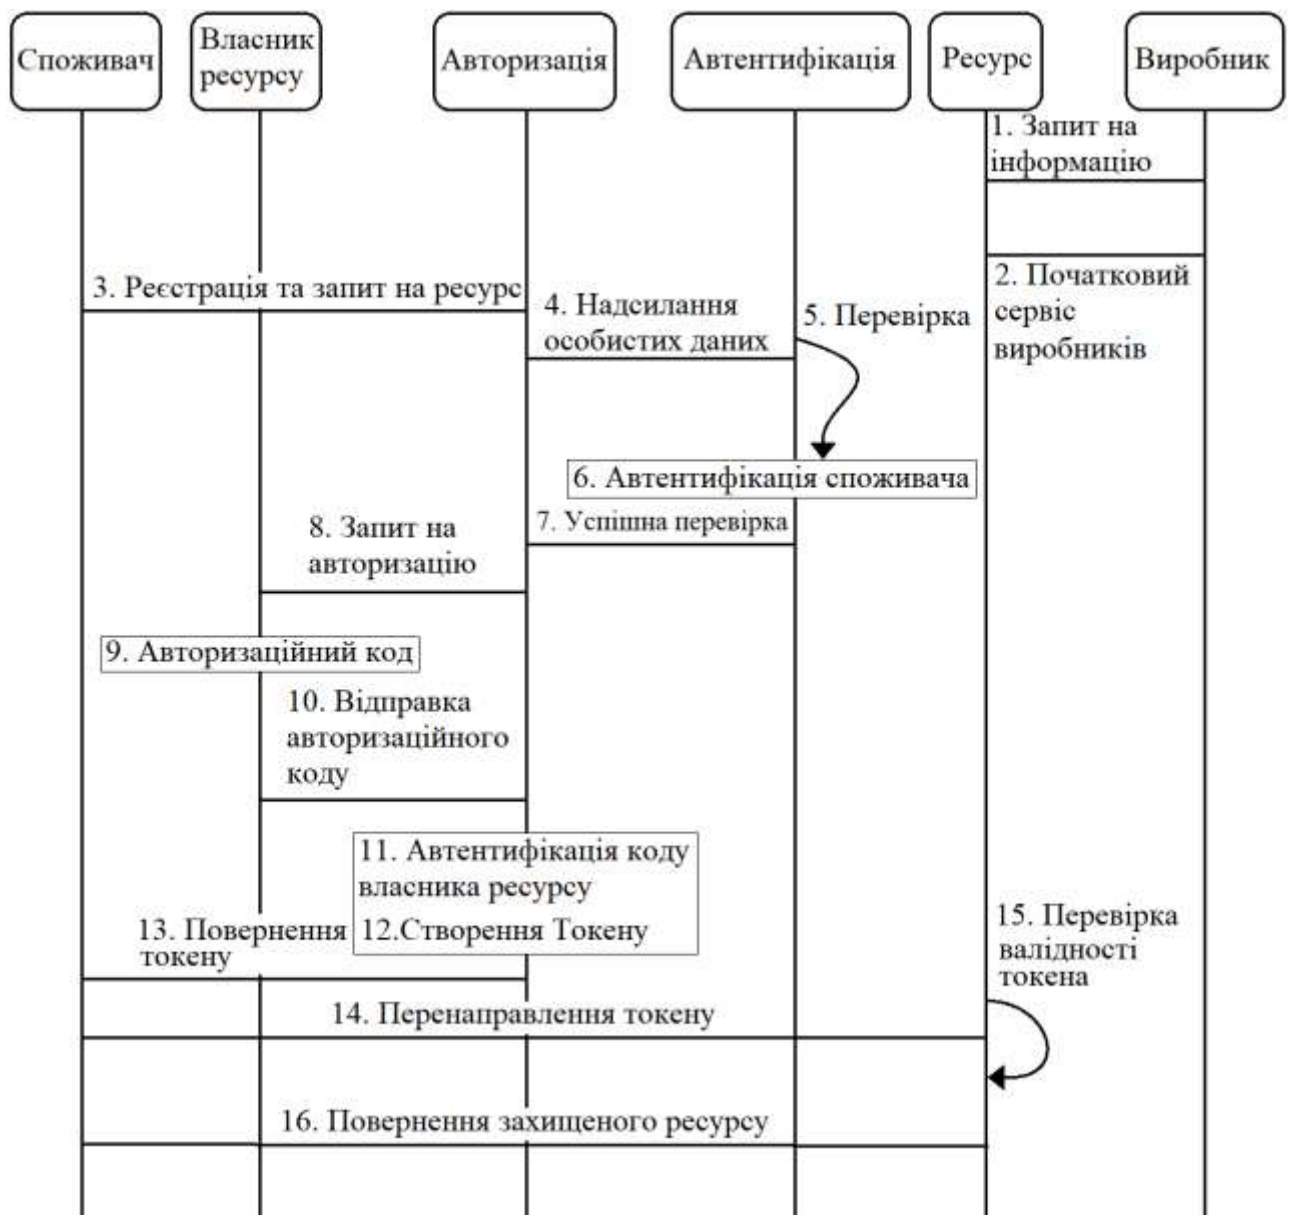 Споживач
Власник
ресурсу
Авторизація
Автентифікація
Ресурс
Виробник
1. Запит на
інформацію
2. Початковий
сервіс
виробників
3. Реєстрація та запит на ресурс
4. Надсилання
особистих даних
5. Перевірка
6. Автентифікація споживача
7. Успішна перевірка
8. Запит на
авторизацію
9. Авторизаційний код
10. Відправка
авторизаційного
коду
11. Автентифікація коду
власника ресурсу
12.Створення Токену
13. Повернення
токену
14. Перенаправлення токену
15. Перевірка
валідності
токена
16. Повернення захищеного ресурсу